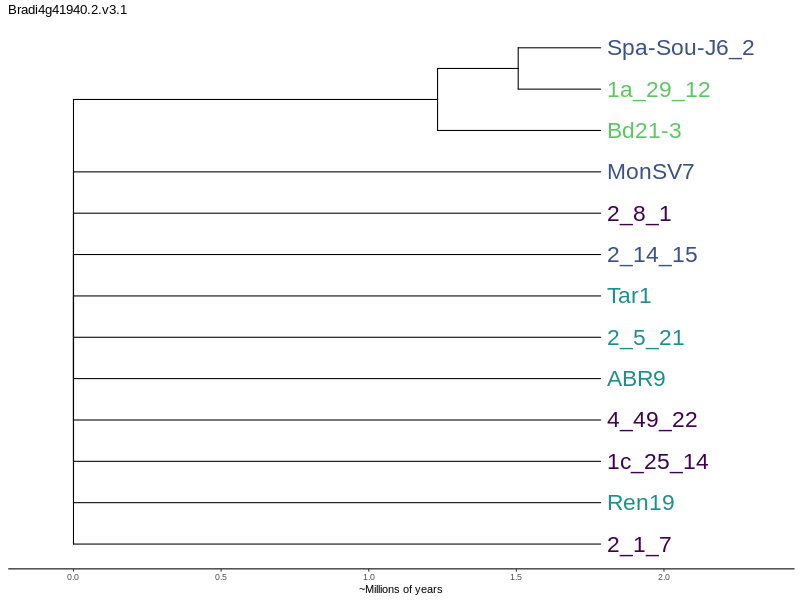 Bradi4g41940.2.v3.1
Spa-Sou-J6_2
1a_29_12
Bd21-3
MonSV7
2_8_1
2_14_15
Tar1
2_5_21
ABR9
4_49_22
1c_25_14
Ren19
2_1_7
0.0 0.5 1.0 1.5 2.0
~Millions of years